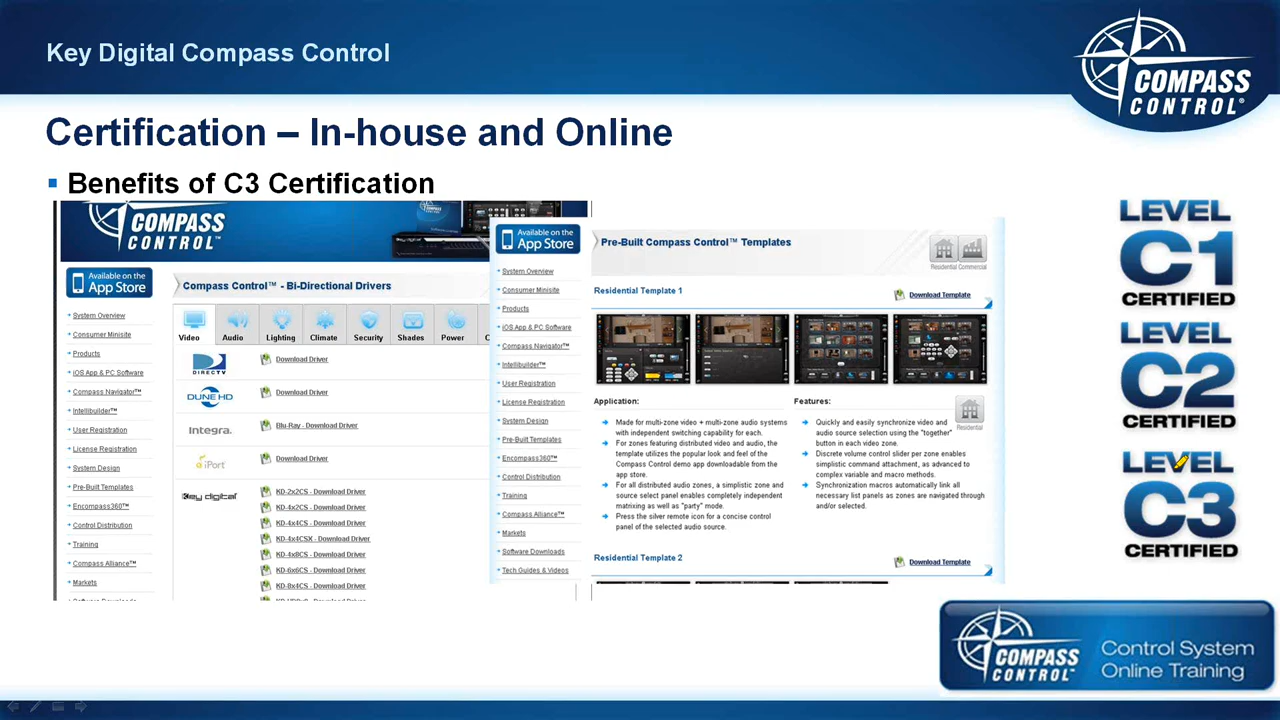 Key Digital Compass Control
COMPASS
CONTROL®
Certification – In-house and Online
Benefits of C3 Certification
COMPASS
CONTROL™
Available on the
App Store
System Overview
Consumer Minisite
Products
iOS App & PC Software
Compass Navigator™
Intellibuilder™
User Registration
License Registration
System Design
Pre-Built Templates
Encompass360™
Control Distribution
Training
Compass Alliance™
Markets
Software Downloads
Compass Control™ - Bi-Directional Drivers
Video
Audio
Lighting
Climate
Security
Shades
Power
C
DIRECTV
Download Driver
DUNE HD
Download Driver
Integra.
Blu-Ray - Download Driver
iPort
Download Driver
Key digital
KD-2x2CS - Download Driver
KD-4x2CS - Download Driver
KD-4x4CS - Download Driver
KD-4x4CSX - Download Driver
KD-4x8CS - Download Driver
KD-6x6CS - Download Driver
KD-8x4CS - Download Driver
Available on the
App Store
System Overview
Consumer Minisite
Products
iOS App & PC Software
Compass Navigator™
Intellibuilder™
User Registration
License Registration
System Design
Pre-Built Templates
Encompass360™
Control Distribution
Training
Compass Alliance™
Markets
Software Downloads
Tech Guides & Videos
Pre-Built Compass Control™ Templates
Residential Commercial
Residential Template 1
Download Template
Application:
Made for multi-zone video + multi-zone audio systems
with independent switching capability for each.
For zones featuring distributed video and audio, the
template utilizes the popular look and feel of the
Compass Control demo app downloadable from the
app store.
For all distributed audio zones, a simplistic zone and
source select panel enables completely independent
matrixing as well as "party" mode.
Press the silver remote icon for a concise control
panel of the selected audio source.
Features:
Residential
Quickly and easily synchronize video and
audio source selection using the "together"
button in each video zone.
Discrete volume control slider per zone enables
simplistic command attachment, as advanced to
complex variable and macro methods.
Synchronization macros automatically link all
necessary list panels as zones are navigated through
and/or selected.
Residential Template 2
Download Template
LEVEL
C1
CERTIFIED
LEVEL
C2
CERTIFIED
LEVEL
C3
CERTIFIED
COMPASS
CONTROL®
Control System
Online Training